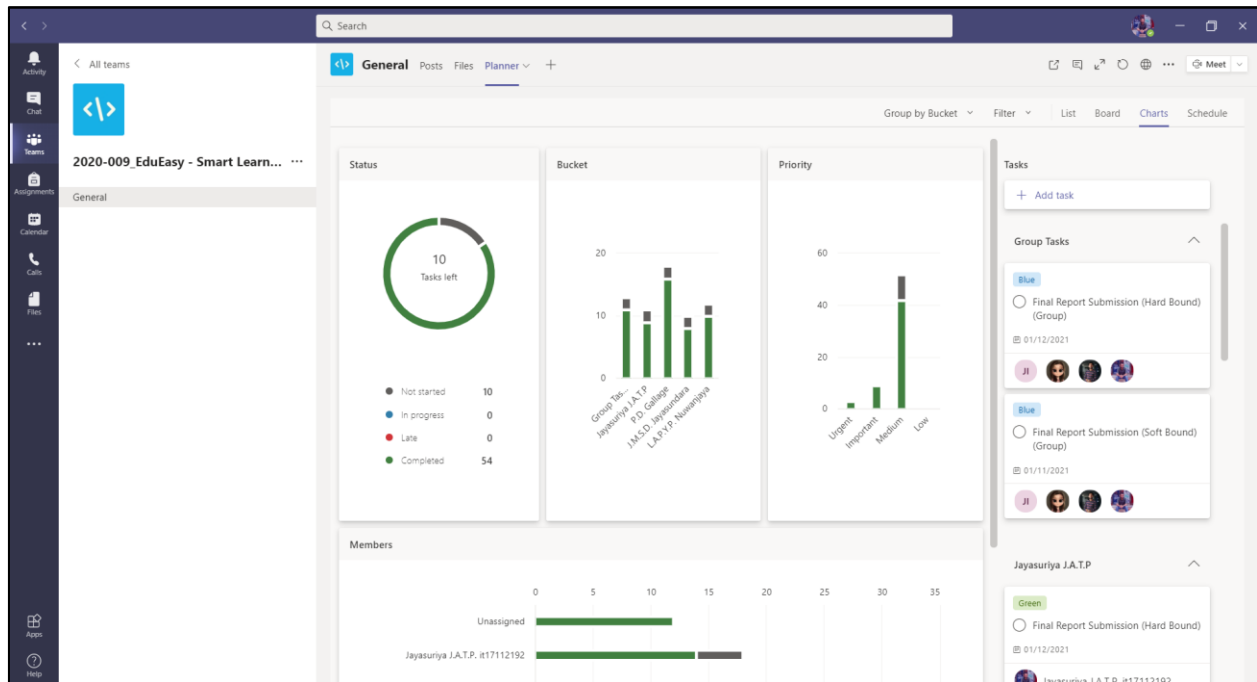 Search
Activity
Chat
Teams
Assignments
Calendar
Calls
Files
Apps
Help
All teams
2020-009_EduEasy - Smart Learn... ...
General
General Posts Files Planner
Meet
Group by Bucket Filter List Board Charts Schedule
Status
10
Tasks left
Not started 10
In progress 0
Late 0
Completed 54
Bucket
20
10
0
Group Tas...
Jayasuriya J.A.T.P
P.D. Gallage
J.M.S.D. Jayasundara
L.A.P.Y.P. Nuwanjaya
Priority
60
40
20
0
Urgent
Important
Medium
Low
Members
0 5 10 15 20 25 30 35
Unassigned
Jayasuriya J.A.T.P. it17112192
Tasks
+ Add task
Group Tasks
Blue
Final Report Submission (Hard Bound)
(Group)
01/12/2021
JI
Blue
Final Report Submission (Soft Bound)
(Group)
01/11/2021
JI
Jayasuriya J.A.T.P
Green
Final Report Submission (Hard Bound)
01/12/2021
Jayasuriya J.A.T.P. it17112192